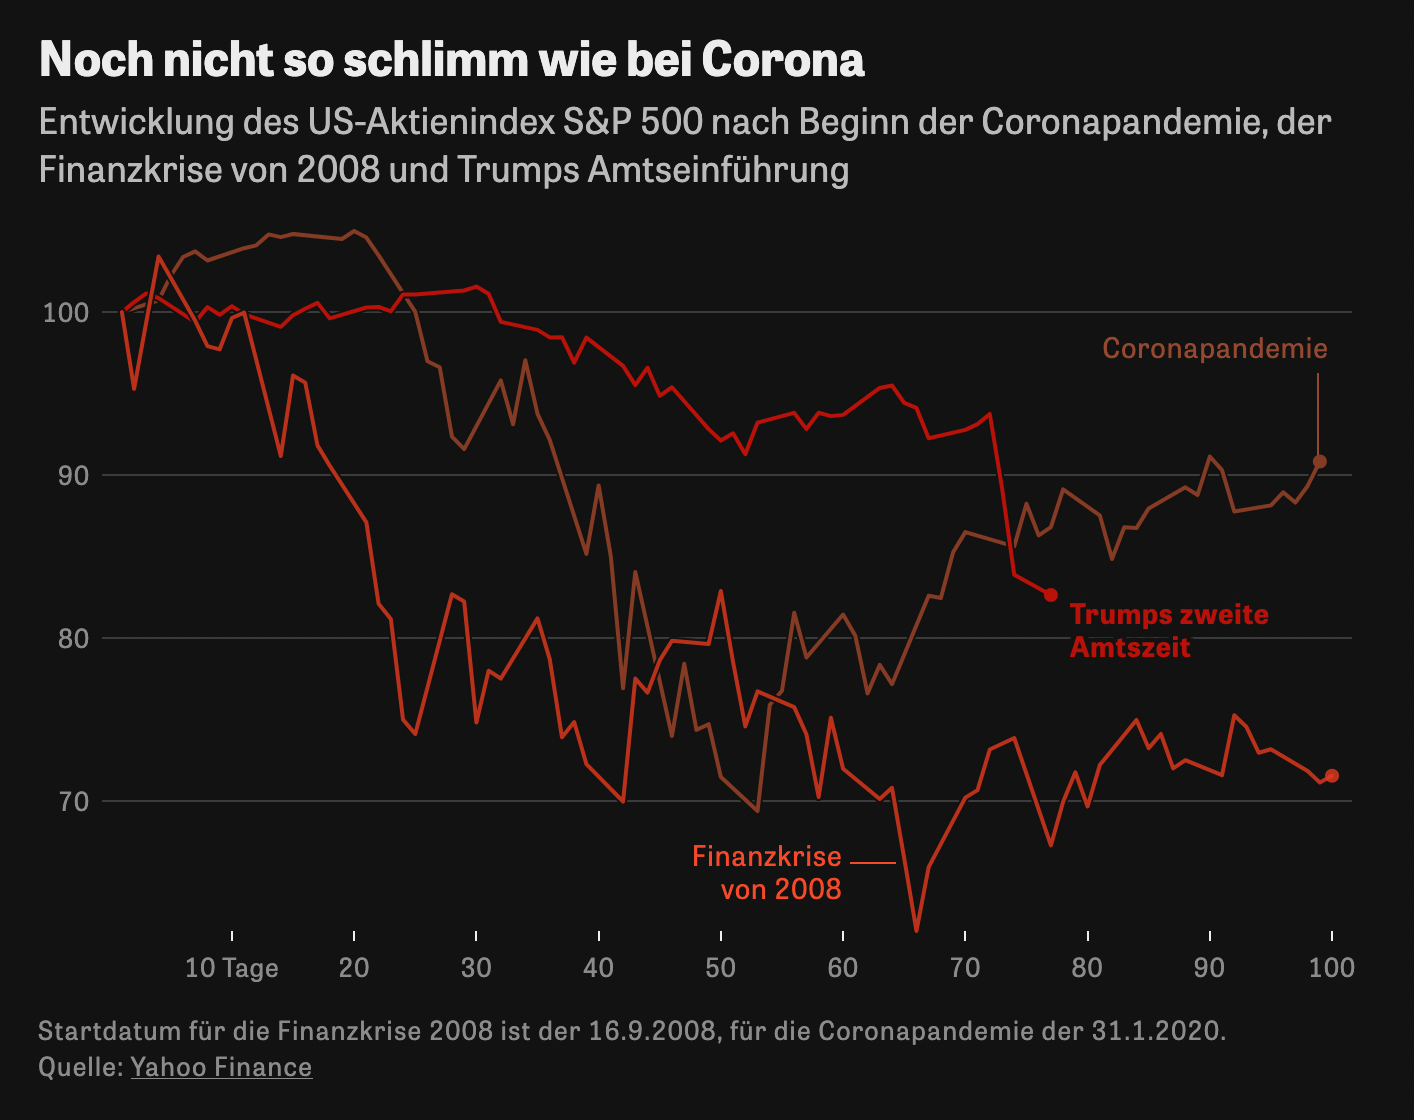 Noch nicht so schlimm wie bei Corona
Entwicklung des US-Aktienindex S&P 500 nach Beginn der Coronapandemie, der
Finanzkrise von 2008 und Trumps Amtseinführung
100
Coronapandemie
90
Trumps zweite
80
Amtszeit
70
Finanzkrise
von 2008
10 Tage 20 30 40 50 60 70 80 90 100
Startdatum für die Finanzkrise 2008 ist der 16.9.2008, für die Coronapandemie der 31.1.2020.
Quelle: Yahoo Finance